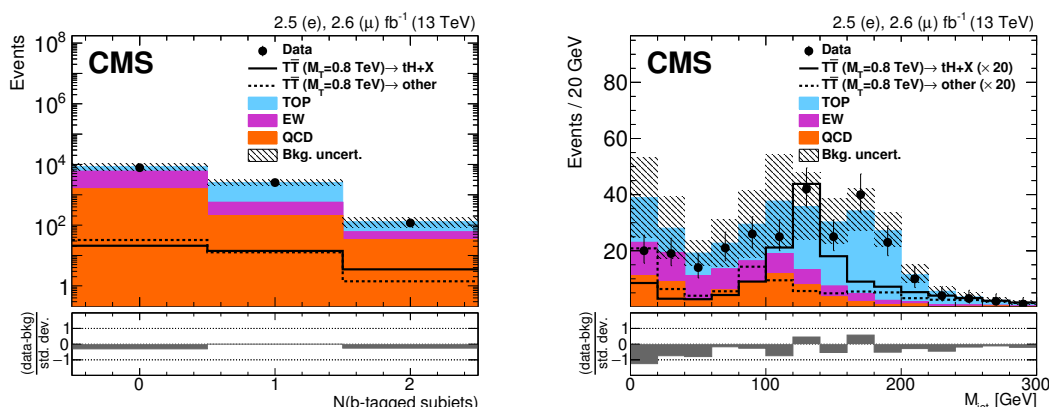 2.5 (e), 2.6 (μ) fb⁻¹ (13 TeV)
CMS
Data
TT̅ (M_T=0.8 TeV)→ tH+X
TT̅ (M_T=0.8 TeV)→ other
TOP
EW
QCD
Bkg. uncert.
Events
10⁸
10⁶
10⁴
10²
1
(data-bkg)
std. dev.
1
0
−1
0 1 2
N(b-tagged subjets)
2.5 (e), 2.6 (μ) fb⁻¹ (13 TeV)
CMS
Data
TT̅ (M_T=0.8 TeV)→ tH+X (× 20)
TT̅ (M_T=0.8 TeV)→ other (× 20)
TOP
EW
QCD
Bkg. uncert.
Events / 20 GeV
80
60
40
20
(data-bkg)
std. dev.
1
0
−1
0 100 200 300
M_jet [GeV]